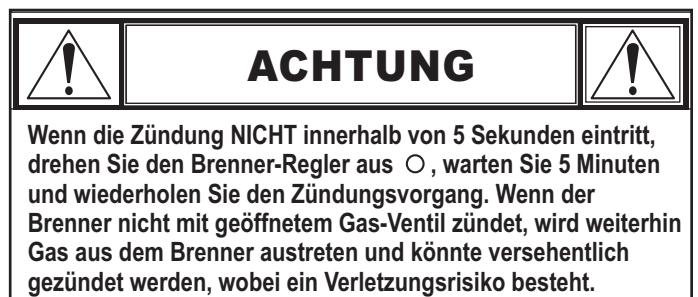 ACHTUNG
Wenn die Zündung NICHT innerhalb von 5 Sekunden eintritt,
drehen Sie den Brenner-Regler aus ○ , warten Sie 5 Minuten
und wiederholen Sie den Zündungsvorgang. Wenn der
Brenner nicht mit geöffnetem Gas-Ventil zündet, wird weiterhin
Gas aus dem Brenner austreten und könnte versehentlich
gezündet werden, wobei ein Verletzungsrisiko besteht.